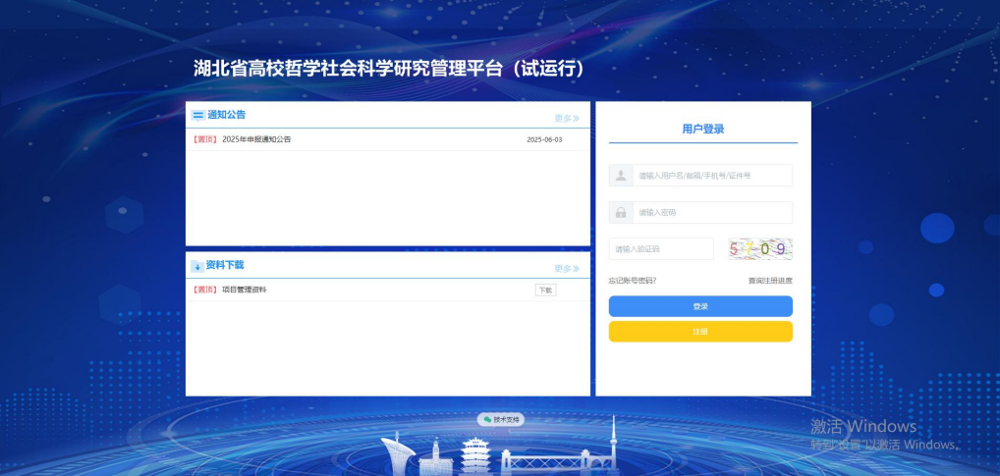 湖北省高校哲学社会科学研究管理平台（试运行）
通知公告
更多
【置顶】 2025年申报通知公告 2025-06-03
资料下载
更多
【置顶】 项目管理资料 下载
用户登录
请输入用户名/邮箱/手机号/证件号
请输入密码
请输入验证码 5709
忘记账号密码? 查询注册进度
登录
注册
技术支持
激活 Windows
转到"设置"以激活 Windows。